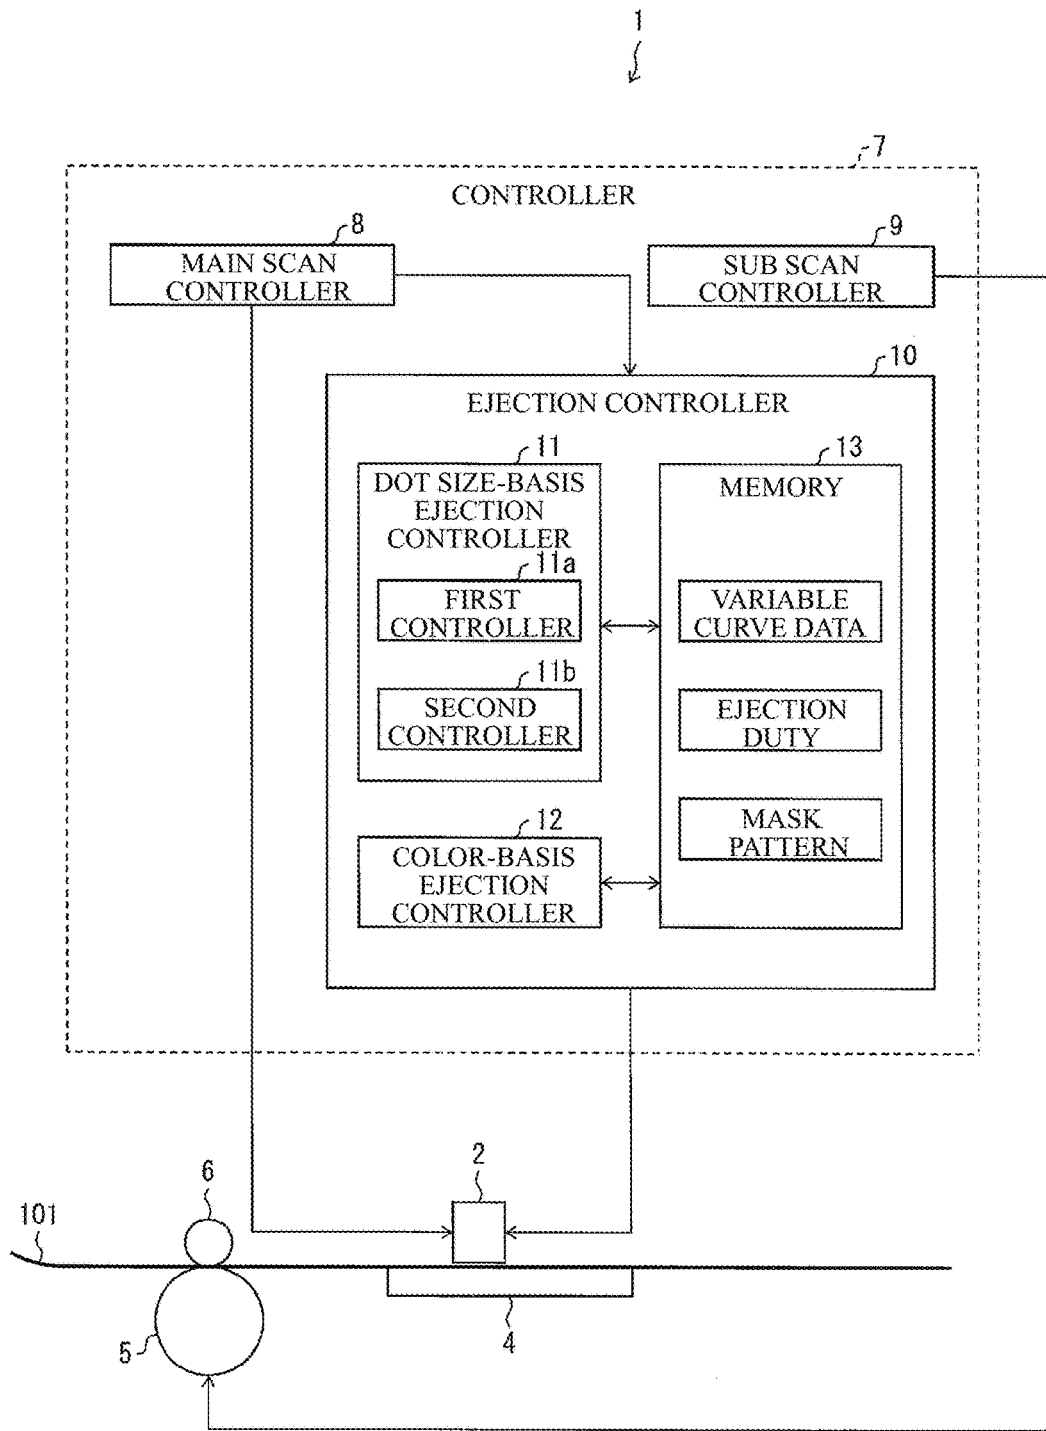 1
7
CONTROLLER
8
MAIN SCAN
CONTROLLER
9
SUB SCAN
CONTROLLER
10
EJECTION CONTROLLER
11
DOT SIZE-BASIS
EJECTION
CONTROLLER
11a
FIRST
CONTROLLER
11b
SECOND
CONTROLLER
12
COLOR-BASIS
EJECTION
CONTROLLER
13
MEMORY
VARIABLE
CURVE DATA
EJECTION
DUTY
MASK
PATTERN
2
6
101
5
4